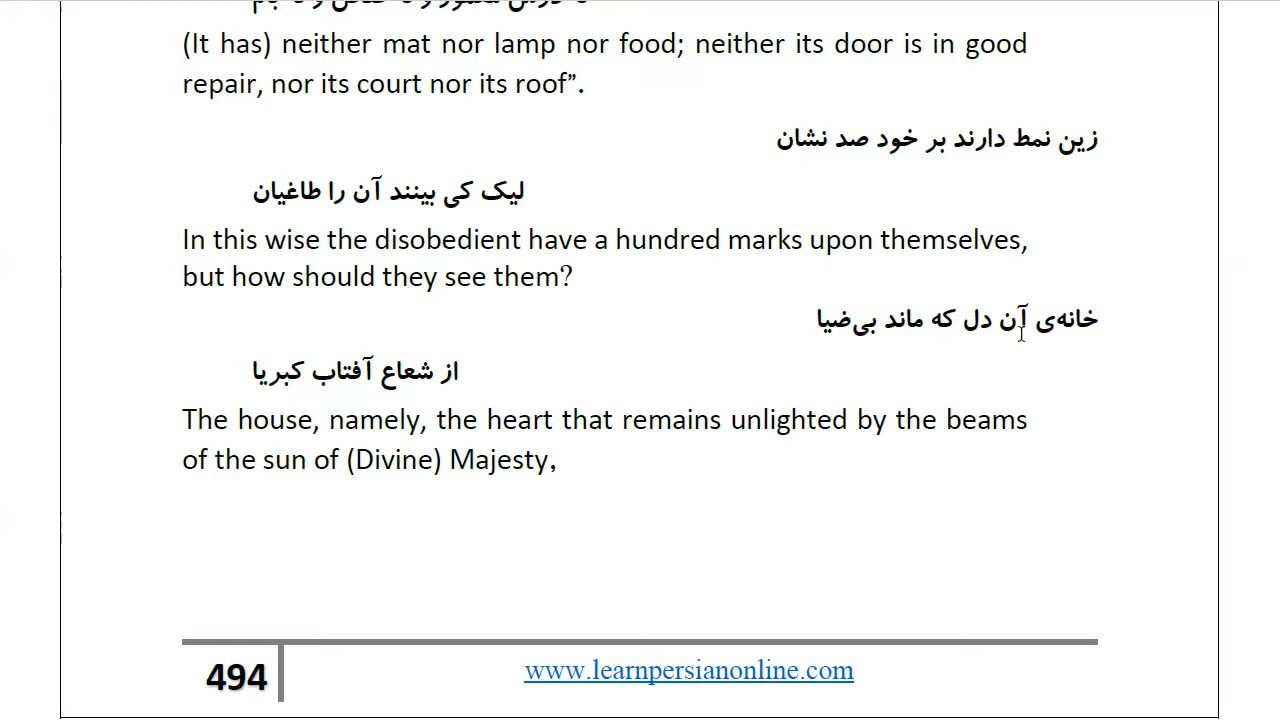 (It has) neither mat nor lamp nor food; neither its door is in good
repair, nor its court nor its roof”.
زین نمط دارند بر خود صد نشان
لیک کی بینند آن را طاغیان
In this wise the disobedient have a hundred marks upon themselves,
but how should they see them?
خانه‌ی آن دل که ماند بی‌ضیا
از شعاع آفتاب کبریا
The house, namely, the heart that remains unlighted by the beams
of the sun of (Divine) Majesty,
494
www.learnpersianonline.com